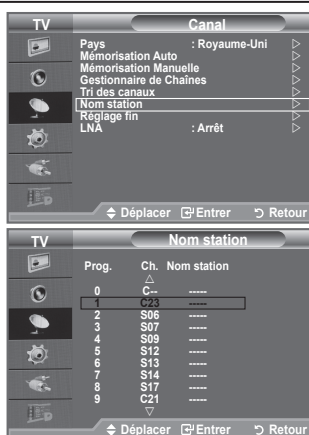 TV Canal
Pays : Royaume-Uni ▷
Mémorisation Auto ▷
Mémorisation Manuelle ▷
Gestionnaire de Chaînes ▷
Tri des canaux ▷
Nom station ▷
Réglage fin ▷
LNA : Arrêt ▷
Déplacer Entrer Retour
TV Nom station
Prog. Ch. Nom station
△
0 C-- -----
1 C23 -----
2 S06 -----
3 S07 -----
4 S09 -----
5 S12 -----
6 S13 -----
7 S14 -----
8 S17 -----
9 C21 -----
▽
Déplacer Entrer Retour